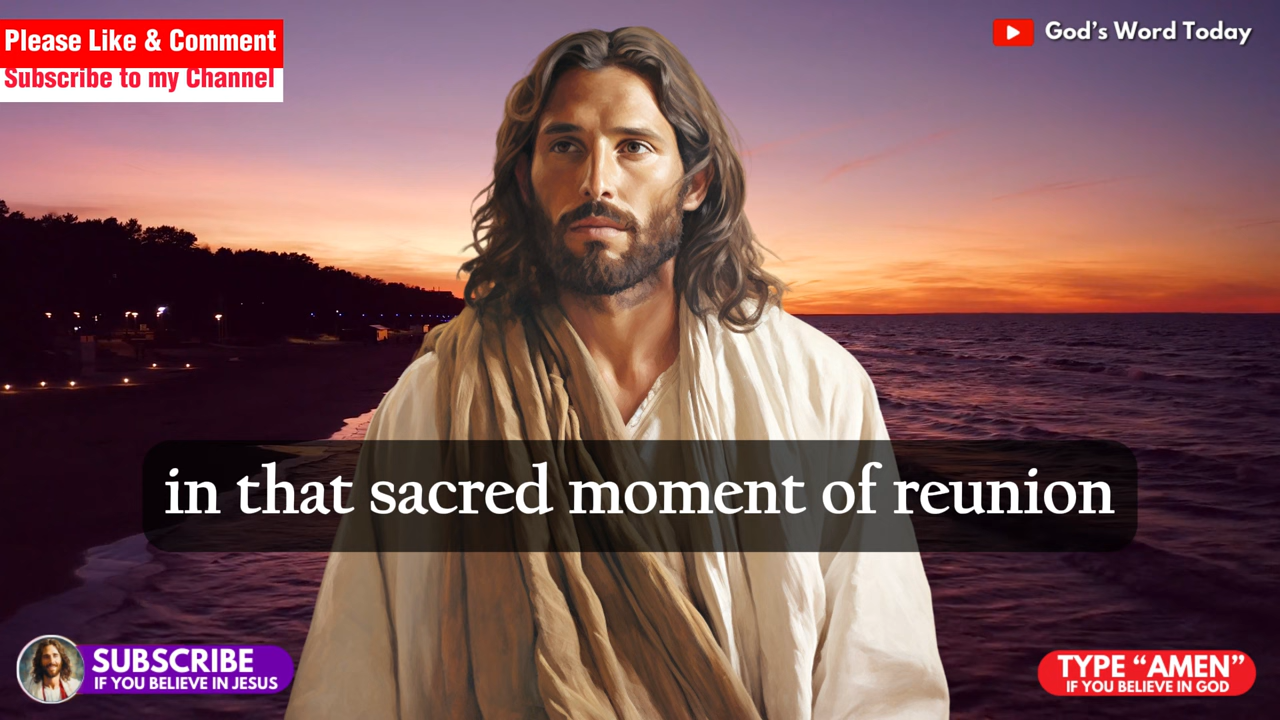 Please Like & Comment
Subscribe to my Channel
God's Word Today
in that sacred moment of reunion
SUBSCRIBE
IF YOU BELIEVE IN JESUS
TYPE “AMEN”
IF YOU BELIEVE IN GOD